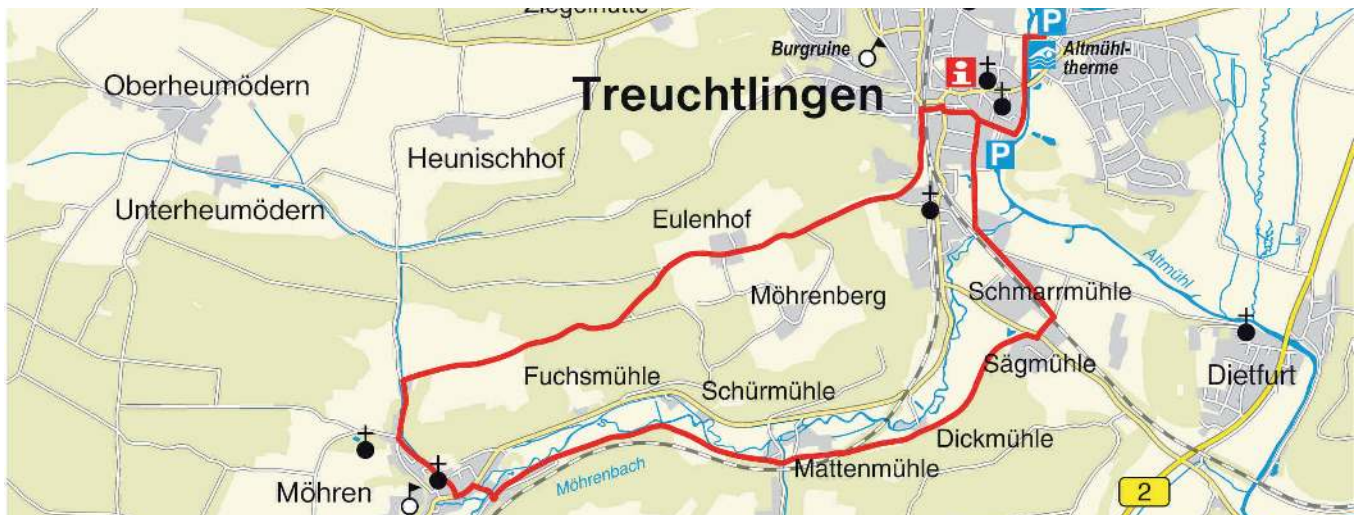 Ziegelhütte
P
Burgruine
Altmühl-
therme
i
Oberheumödern
Treuchtlingen
Heunischhof
P
Unterheumödern
Eulenhof
Altmühl
Möhrenberg
Schmarrmühle
Fuchsmühle
Schürmühle
Sägmühle
Dietfurt
Dickmühle
Mattenmühle
Möhren
Möhrenbach
2